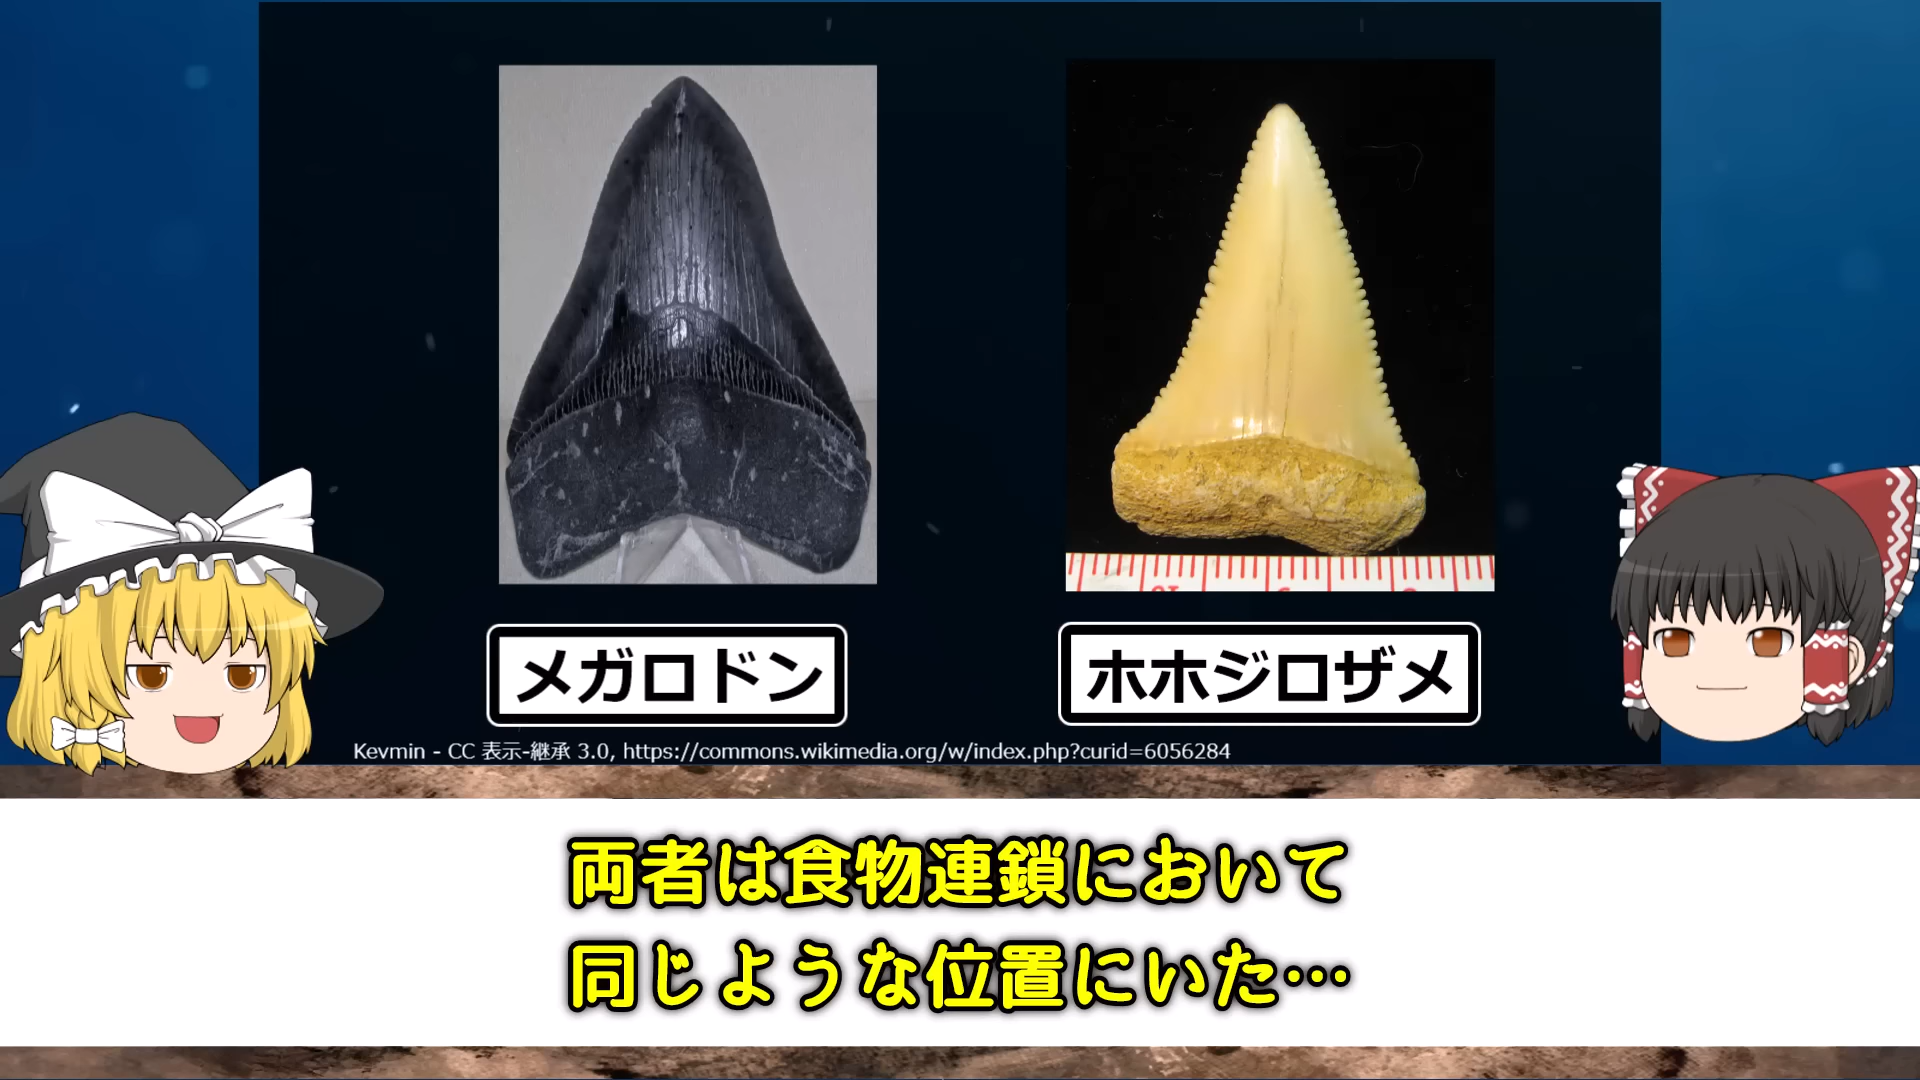 メガロドン
ホホジロザメ
Kevmin - CC 表示-継承 3.0, https://commons.wikimedia.org/w/index.php?curid=6056284
両者は食物連鎖において
同じような位置にいた…